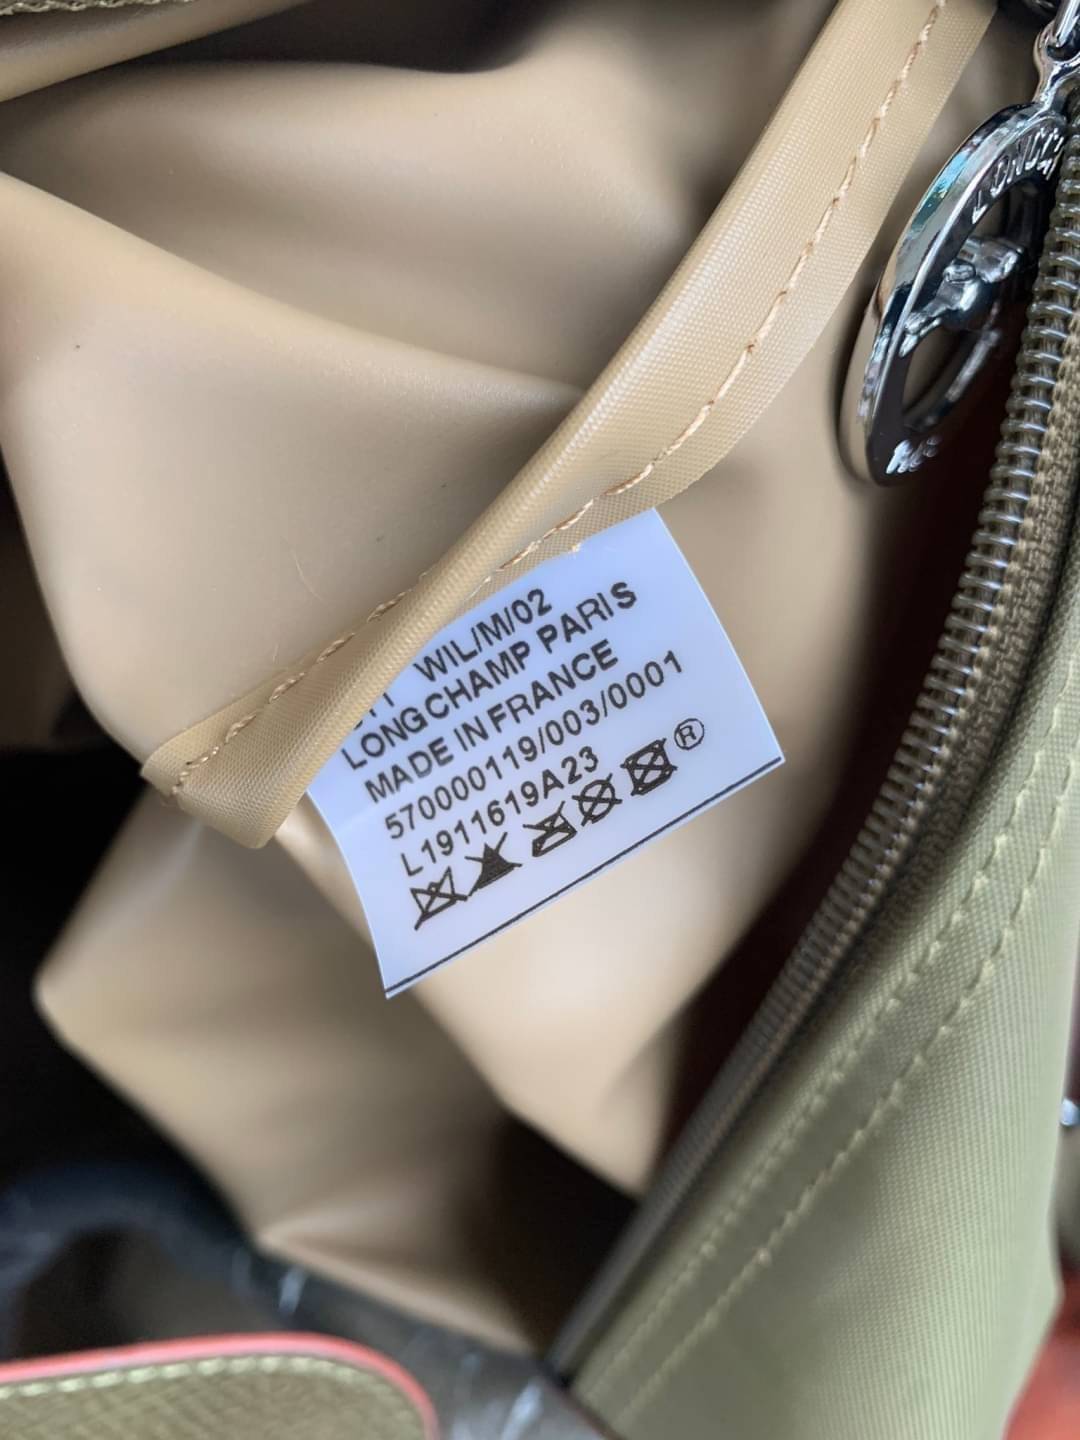 WIL/M/02
LONGCHAMP PARIS
MADE IN FRANCE
570000119/003/0001
L1911619A23
®